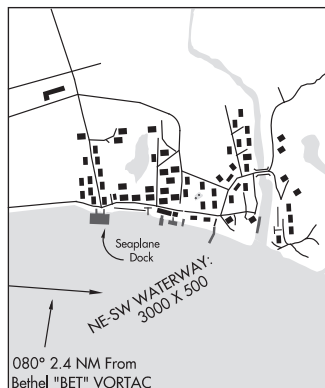 Seaplane
Dock
NE-SW WATERWAY:
3000 X 500
080° 2.4 NM From
Bethel "BET" VORTAC